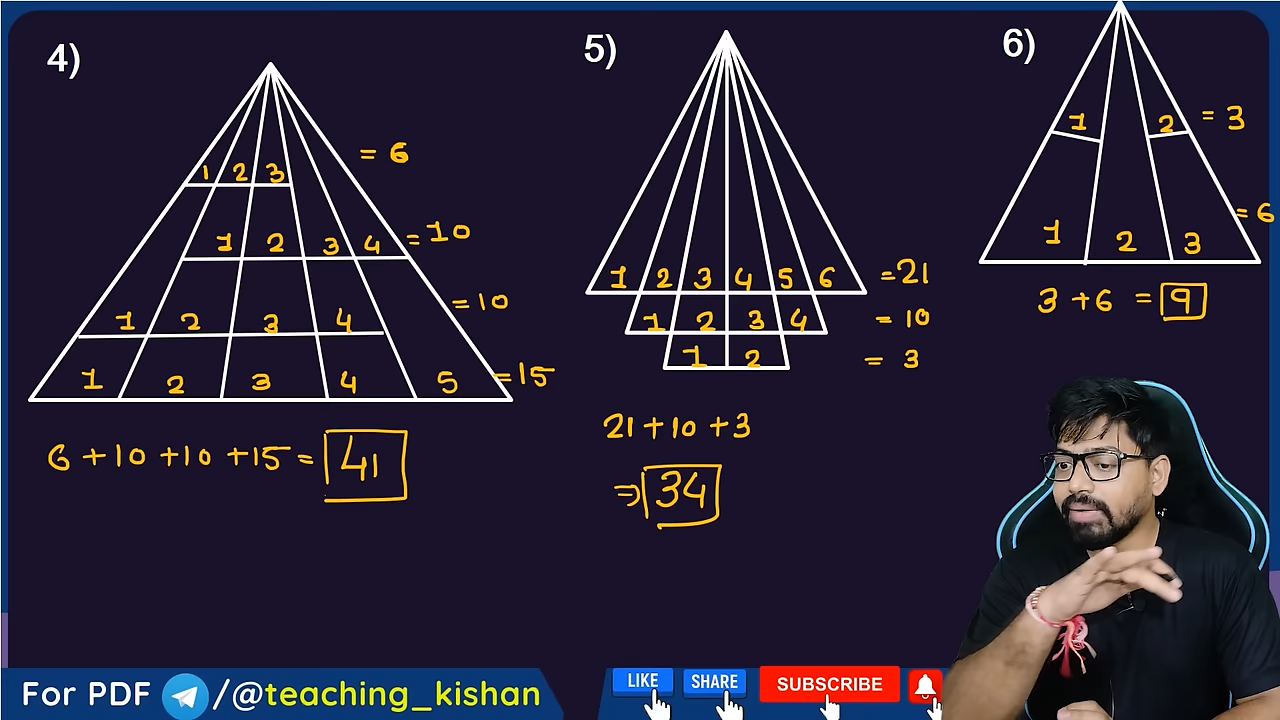 4)
1 2 3 = 6
1 2 3 4 = 10
1 2 3 4 = 10
1 2 3 4 5 = 15
6 + 10 + 10 + 15 = 41
5)
1 2 3 4 5 6 = 21
1 2 3 4 = 10
1 2 = 3
21 + 10 + 3
⇒ 34
6)
1 2 = 3
1 2 3 = 6
3 + 6 = 9
For PDF /@teaching_kishan
LIKE SHARE SUBSCRIBE